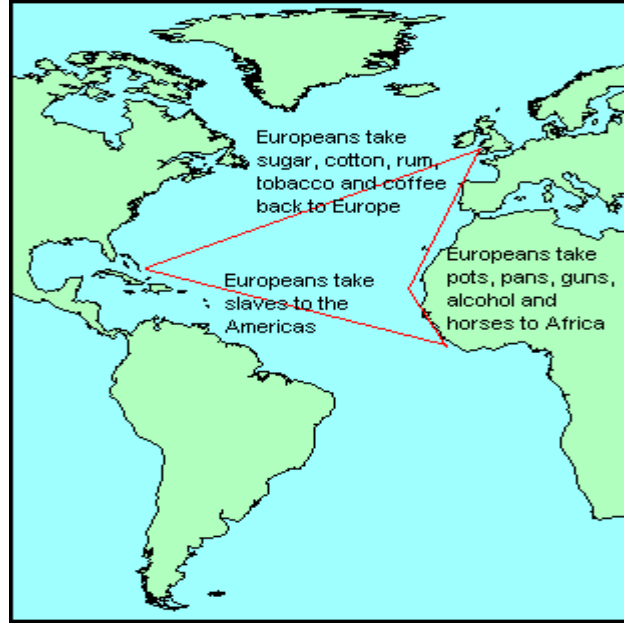 Europeans take
sugar, cotton, rum,
tobacco and coffee
back to Europe
Europeans take
pots, pans, guns,
alcohol and
horses to Africa
Europeans take
slaves to the
Americas